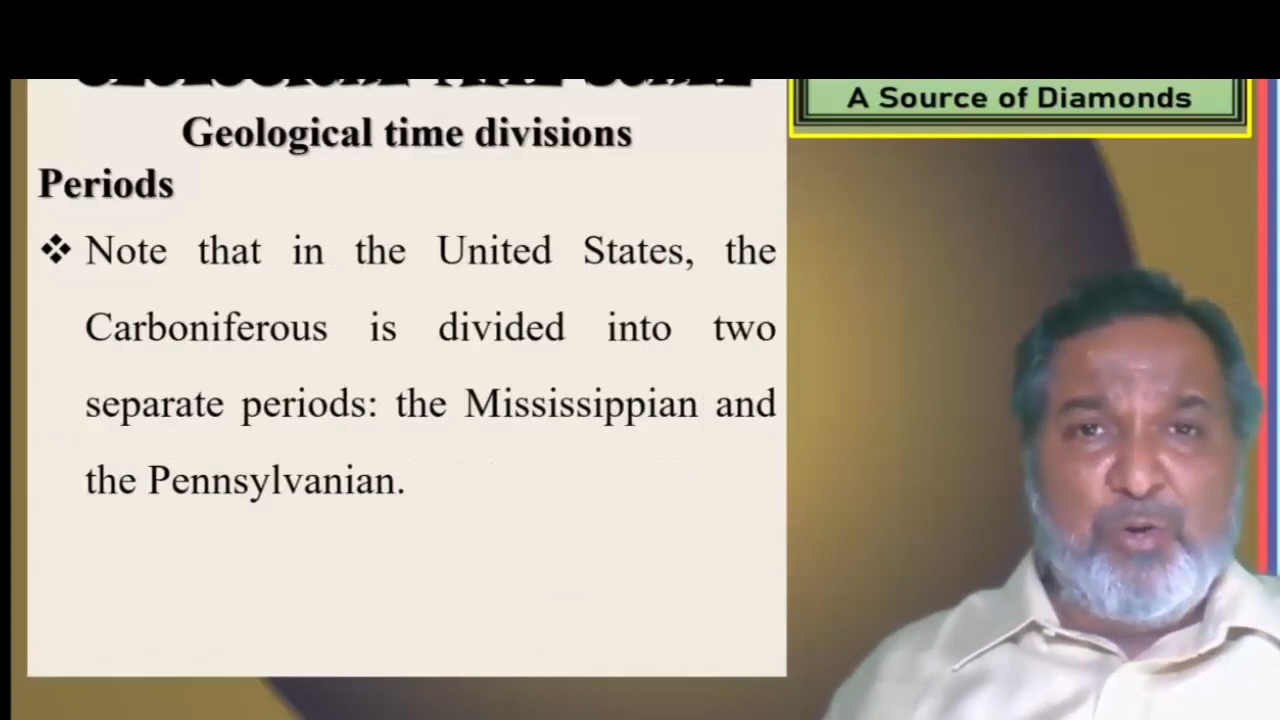 A Source of Diamonds
Geological time divisions
Periods
❖ Note that in the United States, the
Carboniferous is divided into two
separate periods: the Mississippian and
the Pennsylvanian.